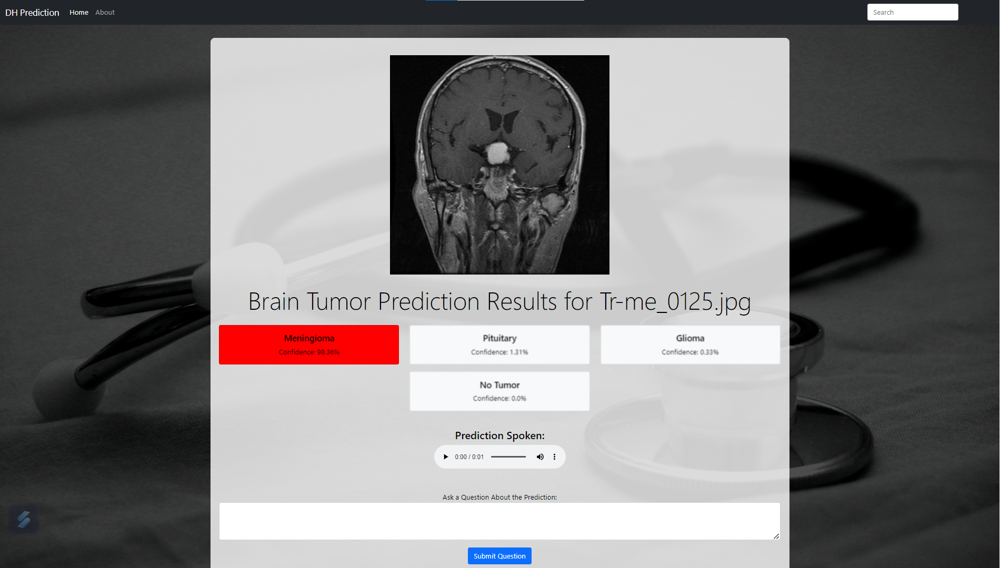 DH Prediction Home About Search
Brain Tumor Prediction Results for Tr-me_0125.jpg
Meningioma
Confidence: 98.36%
Pituitary
Confidence: 1.31%
Glioma
Confidence: 0.33%
No Tumor
Confidence: 0.0%
Prediction Spoken:
0:00 / 0:01
Ask a Question About the Prediction:
Submit Question